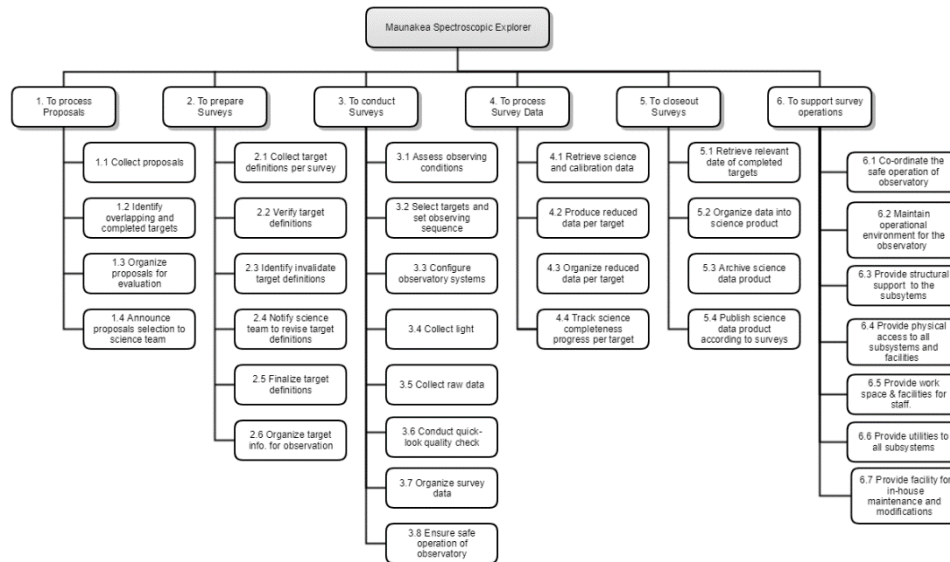 Maunakea Spectroscopic Explorer
1. To process
Proposals
1.1 Collect proposals
1.2 Identify
overlapping and
completed targets
1.3 Organize
proposals for
evaluation
1.4 Announce
proposals selection to
science team
2. To prepare
Surveys
2.1 Collect target
definitions per survey
2.2 Verify target
definitions
2.3 Identify invalidate
target definitions
2.4 Notify science
team to revise target
definitions
2.5 Finalize target
definitions
2.6 Organize target
info. for observation
3. To conduct
Surveys
3.1 Assess observing
conditions
3.2 Select targets and
set observing
sequence
3.3 Configure
observatory systems
3.4 Collect light
3.5 Collect raw data
3.6 Conduct quick-
look quality check
3.7 Organize survey
data
3.8 Ensure safe
operation of
observatory
4. To process
Survey Data
4.1 Retrieve science
and calibration data
4.2 Produce reduced
data per target
4.3 Organize reduced
data per target
4.4 Track science
completeness
progress per target
5. To closeout
Surveys
5.1 Retrieve relevant
date of completed
targets
5.2 Organize data into
science product
5.3 Archive science
data product
5.4 Publish science
data product
according to surveys
6. To support survey
operations
6.1 Co-ordinate the
safe operation of
observatory
6.2 Maintain
operational
environment for the
observatory
6.3 Provide structural
support to the
subsytems
6.4 Provide physical
access to all
subsystems and
facilities
6.5 Provide work
space & facilities for
staff.
6.6 Provide utilities to
all subsystems
6.7 Provide facility for
in-house
maintenance and
modifications